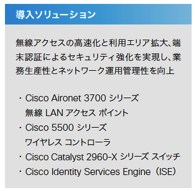 導入ソリューション
無線アクセスの高速化と利用エリア拡大、端
末認証によるセキュリティ強化を実現し、業
務生産性とネットワーク運用管理性を向上
・Cisco Aironet 3700 シリーズ
無線 LAN アクセス ポイント
・Cisco 5500 シリーズ
ワイヤレス コントローラ
・Cisco Catalyst 2960-X シリーズ スイッチ
・Cisco Identity Services Engine（ISE）